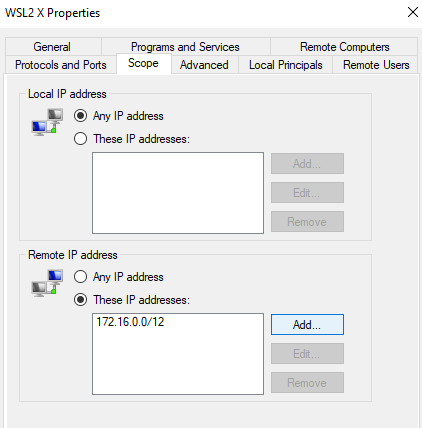 WSL2 X Properties
General Programs and Services Remote Computers
Protocols and Ports Scope Advanced Local Principals Remote Users
Local IP address
Any IP address
These IP addresses:
Add...
Edit...
Remove
Remote IP address
Any IP address
These IP addresses:
172.16.0.0/12
Add...
Edit...
Remove